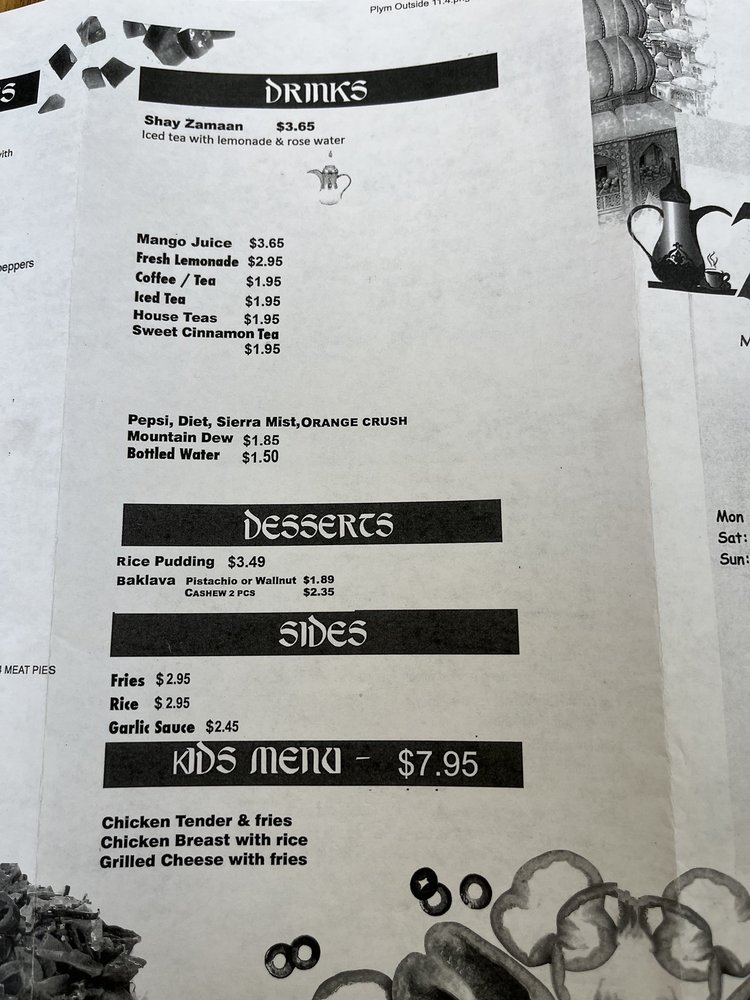 Plym Outside 11.4.png
S
DRINKS
Shay Zamaan $3.65
Iced tea with lemonade & rose water
with
peppers
Mango Juice $3.65
Fresh Lemonade $2.95
Coffee / Tea $1.95
Iced Tea $1.95
House Teas $1.95
Sweet Cinnamon Tea
$1.95
Pepsi, Diet, Sierra Mist,ORANGE CRUSH
Mountain Dew $1.85
Bottled Water $1.50
DESSERTS
Rice Pudding $3.49
Baklava Pistachio or Wallnut $1.89
CASHEW 2 PCS $2.35
SIDES
MEAT PIES
Fries $2.95
Rice $2.95
Garlic Sauce $2.45
KIDS MENU - $7.95
Chicken Tender & fries
Chicken Breast with rice
Grilled Cheese with fries
M
Mon
Sat:
Sun: